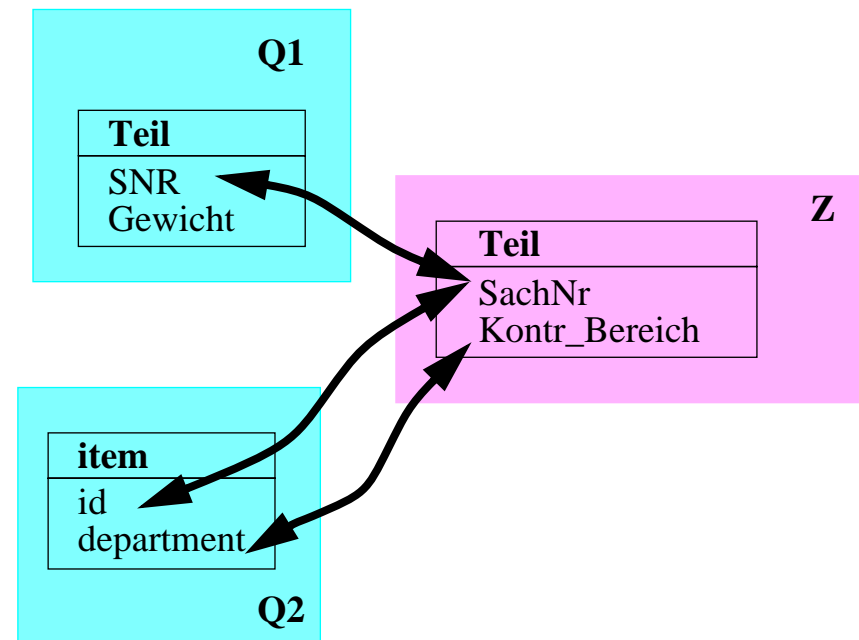 Q1
Teil
SNR
Gewicht
Z
Teil
SachNr
Kontr_Bereich
item
id
department
Q2